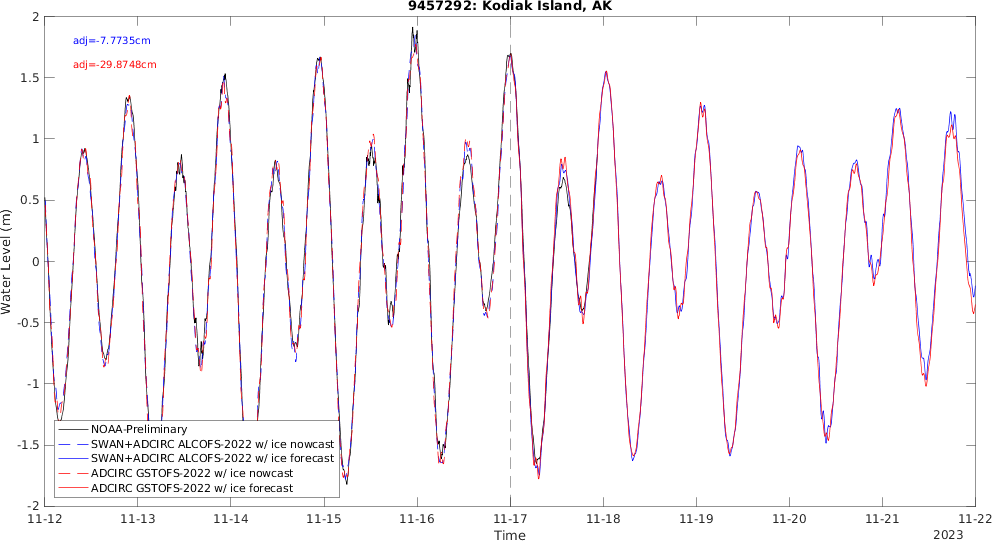 9457292: Kodiak Island, AK
adj=-7.7735cm
adj=-29.8748cm
Water Level (m)
2
1.5
1
0.5
0
-0.5
-1
-1.5
-2
NOAA-Preliminary
SWAN+ADCIRC ALCOFS-2022 w/ ice nowcast
SWAN+ADCIRC ALCOFS-2022 w/ ice forecast
ADCIRC GSTOFS-2022 w/ ice nowcast
ADCIRC GSTOFS-2022 w/ ice forecast
11-12 11-13 11-14 11-15 11-16 11-17 11-18 11-19 11-20 11-21 11-22
Time
2023